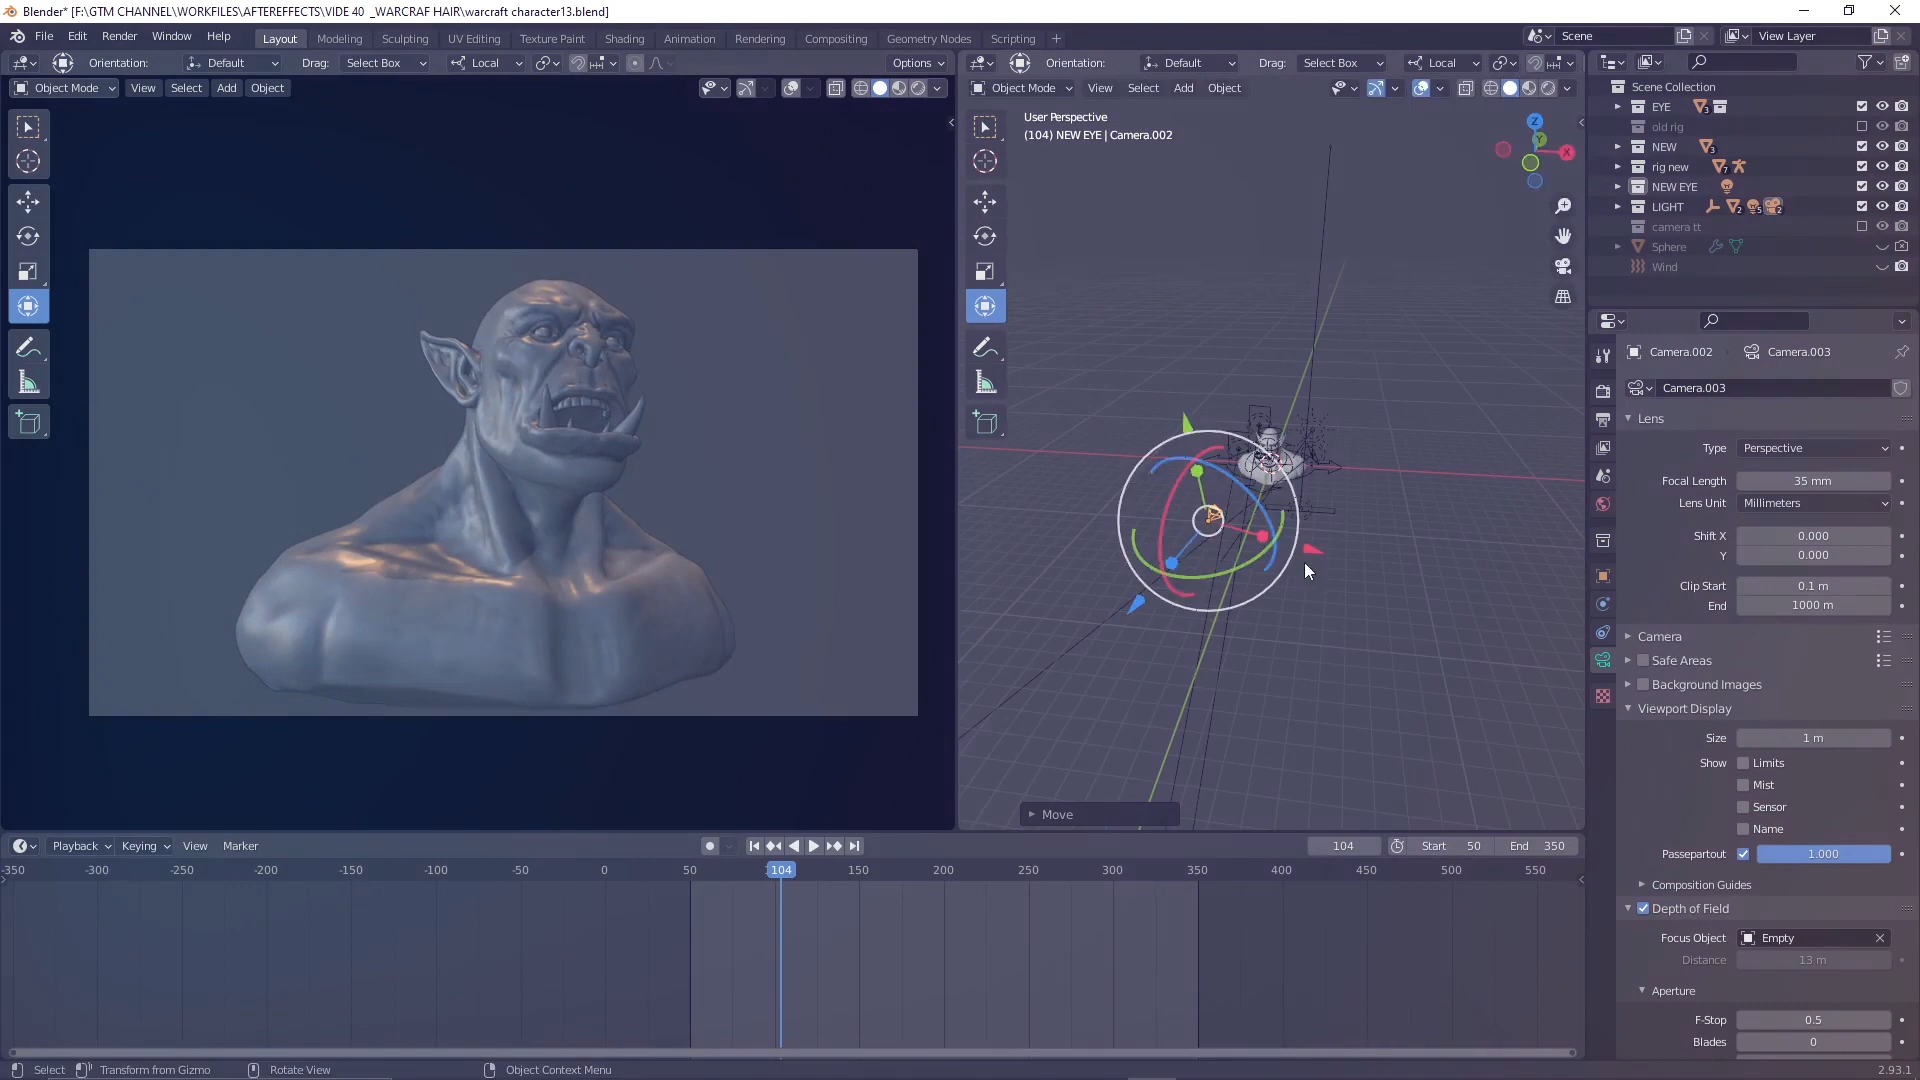 Blender* [F:\GTM CHANNEL\WORKFILES\AFTEREFFECTS\VIDE 40  _WARCRAF HAIR\warcraft character13.blend]
File Edit Render Window Help Layout Modeling Sculpting UV Editing Texture Paint Shading Animation Rendering Compositing Geometry Nodes Scripting + Scene View Layer
Orientation: Default Drag: Select Box Local Options
Orientation: Default Drag: Select Box Local
Object Mode View Select Add Object
Object Mode View Select Add Object
User Perspective
(104) NEW EYE | Camera.002
Z
Y
X
Move
Scene Collection
EYE 3
old rig
NEW 3
rig new 7
NEW EYE
LIGHT 2 5 2
camera tt
Sphere
Wind
Camera.002 Camera.003
Camera.003
Lens
Type Perspective
Focal Length 35 mm
Lens Unit Millimeters
Shift X 0.000
Y 0.000
Clip Start 0.1 m
End 1000 m
Camera
Safe Areas
Background Images
Viewport Display
Size 1 m
Show Limits
Mist
Sensor
Name
Passepartout 1.000
Composition Guides
Depth of Field
Focus Object Empty
Distance 13 m
Aperture
F-Stop 0.5
Blades 0
Playback Keying View Marker 104 Start 50 End 350
-350 -300 -250 -200 -150 -100 -50 0 50 104 150 200 250 300 350 400 450 500 550
Select Transform from Gizmo Rotate View Object Context Menu 2.93.1